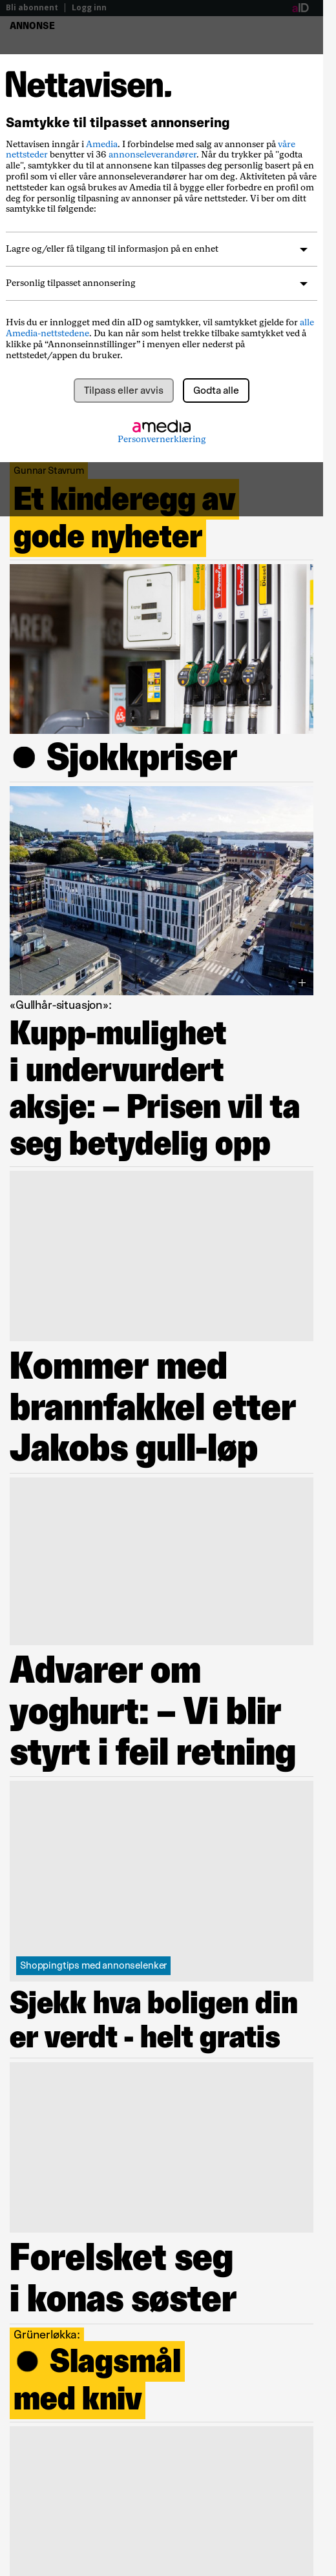 Bli abonnent | Logg inn aID
ANNONSE
Nettavisen.
Samtykke til tilpasset annonsering
Nettavisen inngår i Amedia. I forbindelse med salg av annonser på våre
nettsteder benytter vi 36 annonseleverandører. Når du trykker på "godta
alle", samtykker du til at annonsene kan tilpasses deg personlig basert på en
profil som vi eller våre annonseleverandører har om deg. Aktiviteten på våre
nettsteder kan også brukes av Amedia til å bygge eller forbedre en profil om
deg for personlig tilpasning av annonser på våre nettsteder. Vi ber om ditt
samtykke til følgende:
Lagre og/eller få tilgang til informasjon på en enhet
Personlig tilpasset annonsering
Hvis du er innlogget med din aID og samtykker, vil samtykket gjelde for alle
Amedia-nettstedene. Du kan når som helst trekke tilbake samtykket ved å
klikke på “Annonseinnstillinger” i menyen eller nederst på
nettstedet/appen du bruker.
Tilpass eller avvis Godta alle
amedia
Personvernerklæring
Gunnar Stavrum
Et kinderegg av
gode nyheter
● Sjokkpriser
«Gullhår-situasjon»:
Kupp-mulighet
i undervurdert
aksje: – Prisen vil ta
seg betydelig opp
Kommer med
brannfakkel etter
Jakobs gull-løp
Advarer om
yoghurt: – Vi blir
styrt i feil retning
Shoppingtips med annonselenker
Sjekk hva boligen din
er verdt - helt gratis
Forelsket seg
i konas søster
Grünerløkka:
● Slagsmål
med kniv